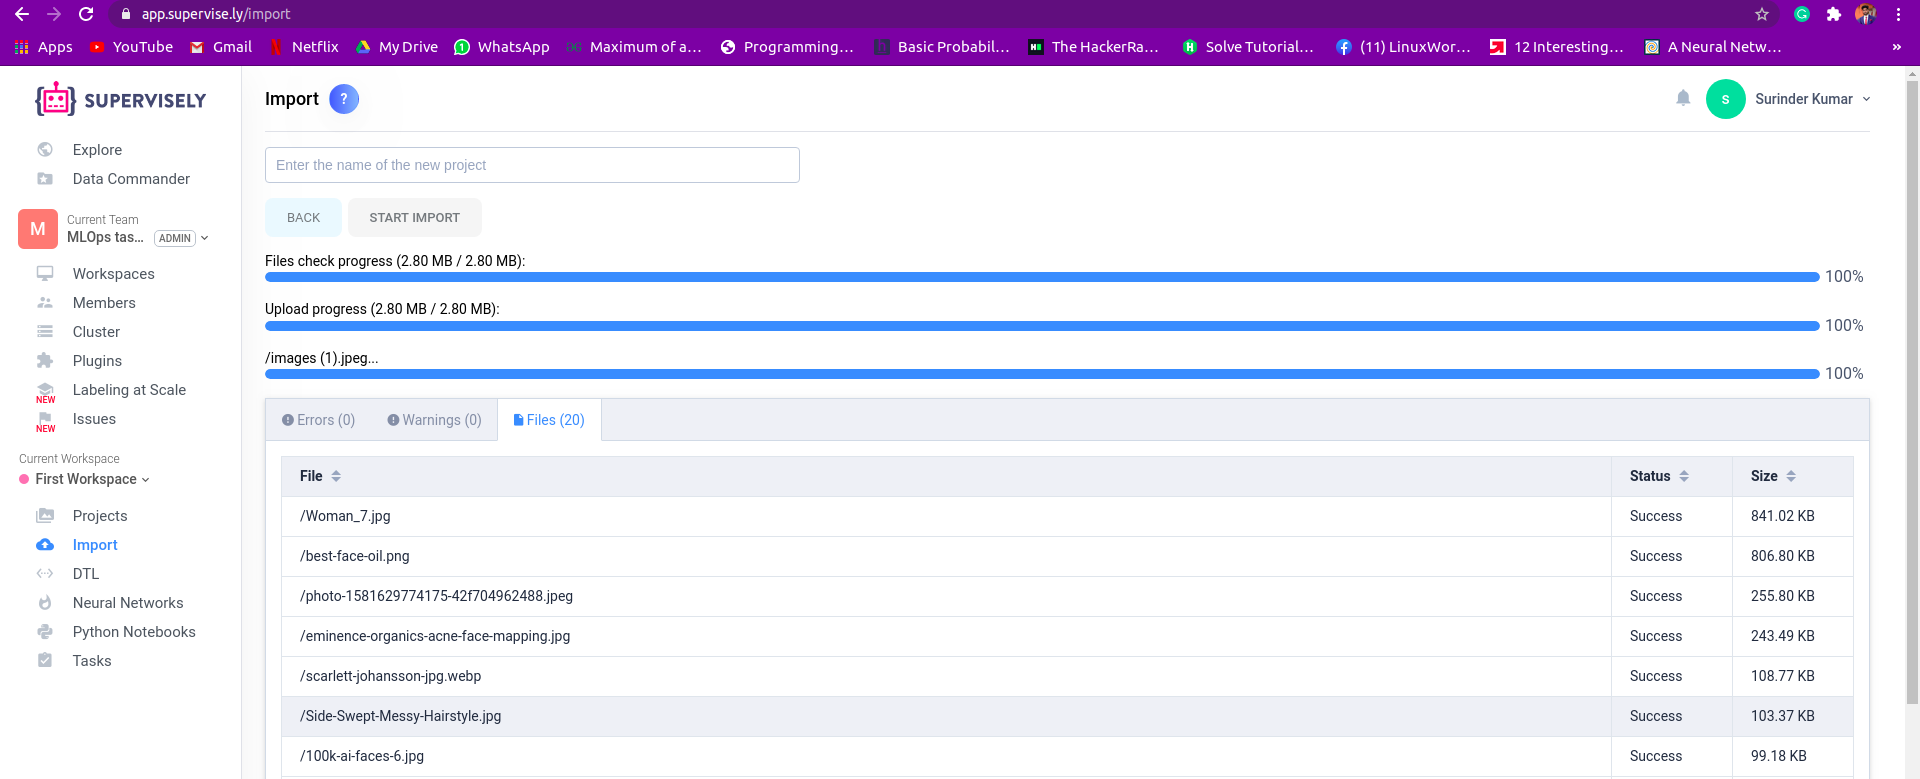 app.supervise.ly/import
Apps YouTube Gmail Netflix My Drive WhatsApp Maximum of a... Programming... Basic Probabil... The HackerRa... Solve Tutorial... (11) LinuxWor... 12 Interesting... A Neural Netw... »
SUPERVISELY
Explore
Data Commander
M
Current Team
MLOps tas... ADMIN
Workspaces
Members
Cluster
Plugins
Labeling at Scale
NEW
Issues
NEW
Current Workspace
First Workspace
Projects
Import
DTL
Neural Networks
Python Notebooks
Tasks
Import ?
S Surinder Kumar
Enter the name of the new project
BACK START IMPORT
Files check progress (2.80 MB / 2.80 MB):
100%
Upload progress (2.80 MB / 2.80 MB):
100%
/images (1).jpeg...
100%
Errors (0) Warnings (0) Files (20)
File Status Size
/Woman_7.jpg Success 841.02 KB
/best-face-oil.png Success 806.80 KB
/photo-1581629774175-42f704962488.jpeg Success 255.80 KB
/eminence-organics-acne-face-mapping.jpg Success 243.49 KB
/scarlett-johansson-jpg.webp Success 108.77 KB
/Side-Swept-Messy-Hairstyle.jpg Success 103.37 KB
/100k-ai-faces-6.jpg Success 99.18 KB